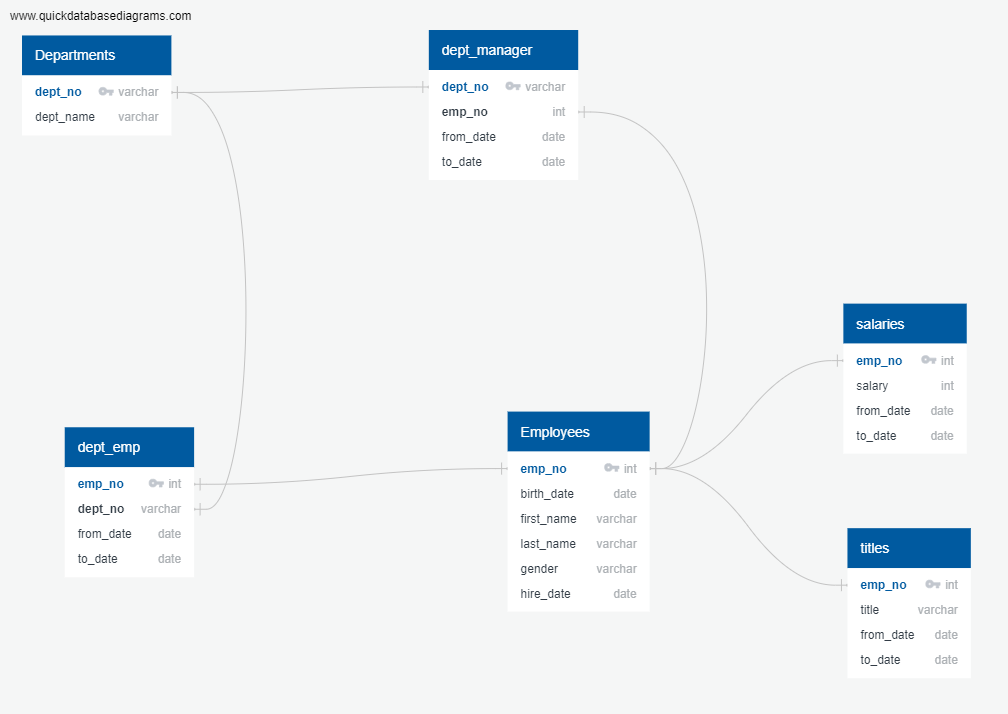 www.quickdatabasediagrams.com
Departments
dept_no varchar
dept_name varchar
dept_manager
dept_no varchar
emp_no int
from_date date
to_date date
salaries
emp_no int
salary int
from_date date
to_date date
dept_emp
emp_no int
dept_no varchar
from_date date
to_date date
Employees
emp_no int
birth_date date
first_name varchar
last_name varchar
gender varchar
hire_date date
titles
emp_no int
title varchar
from_date date
to_date date